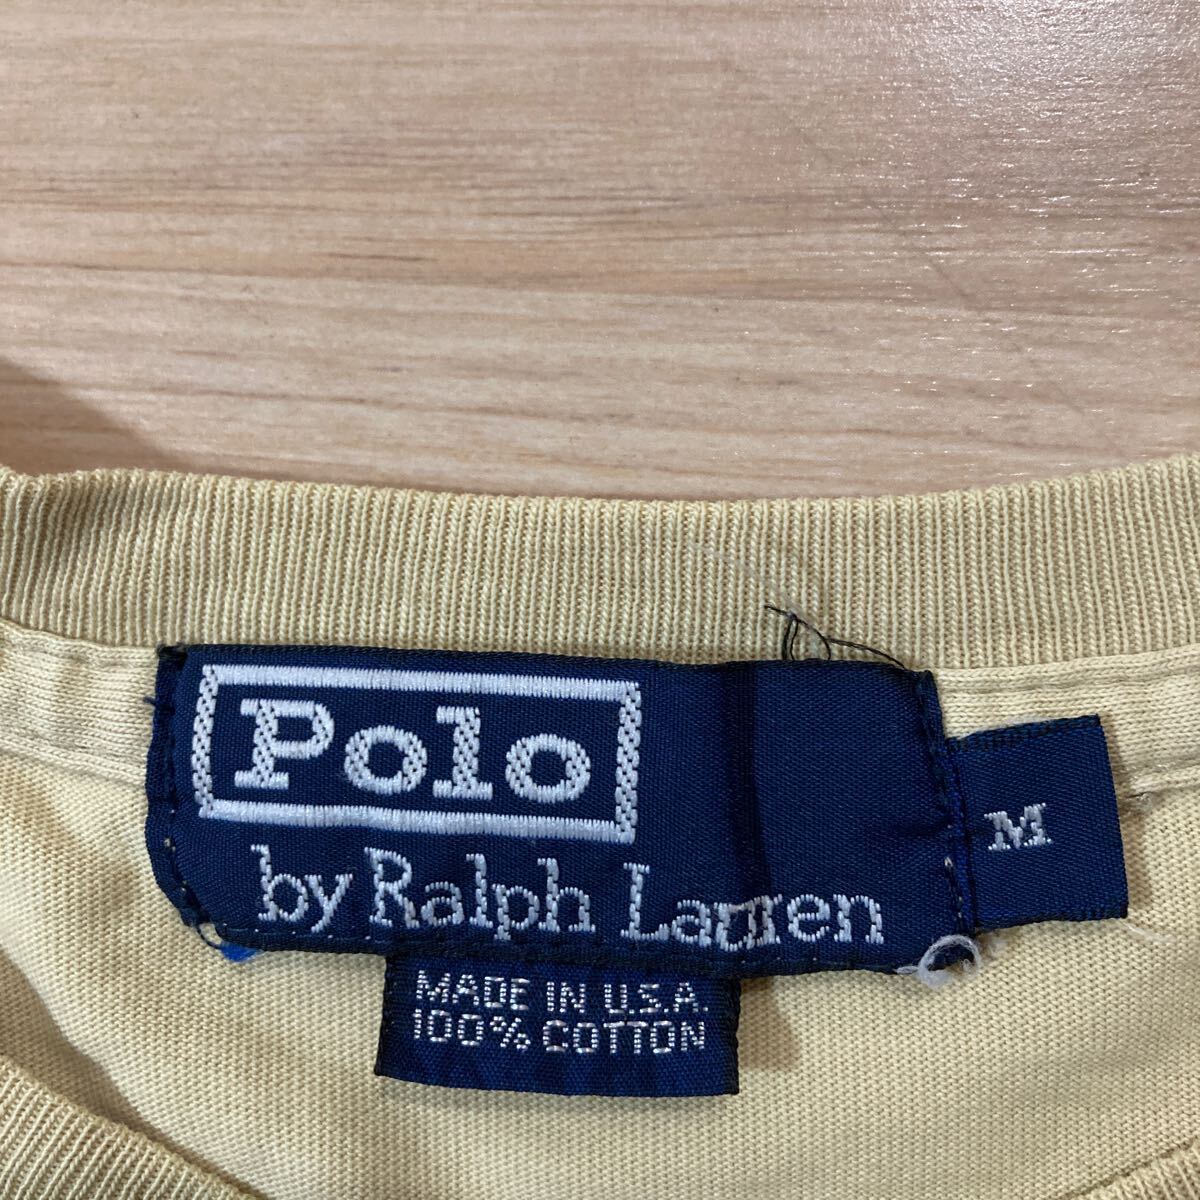 Polo
by Ralph Lauren
M
MADE IN U.S.A.
100% COTTON